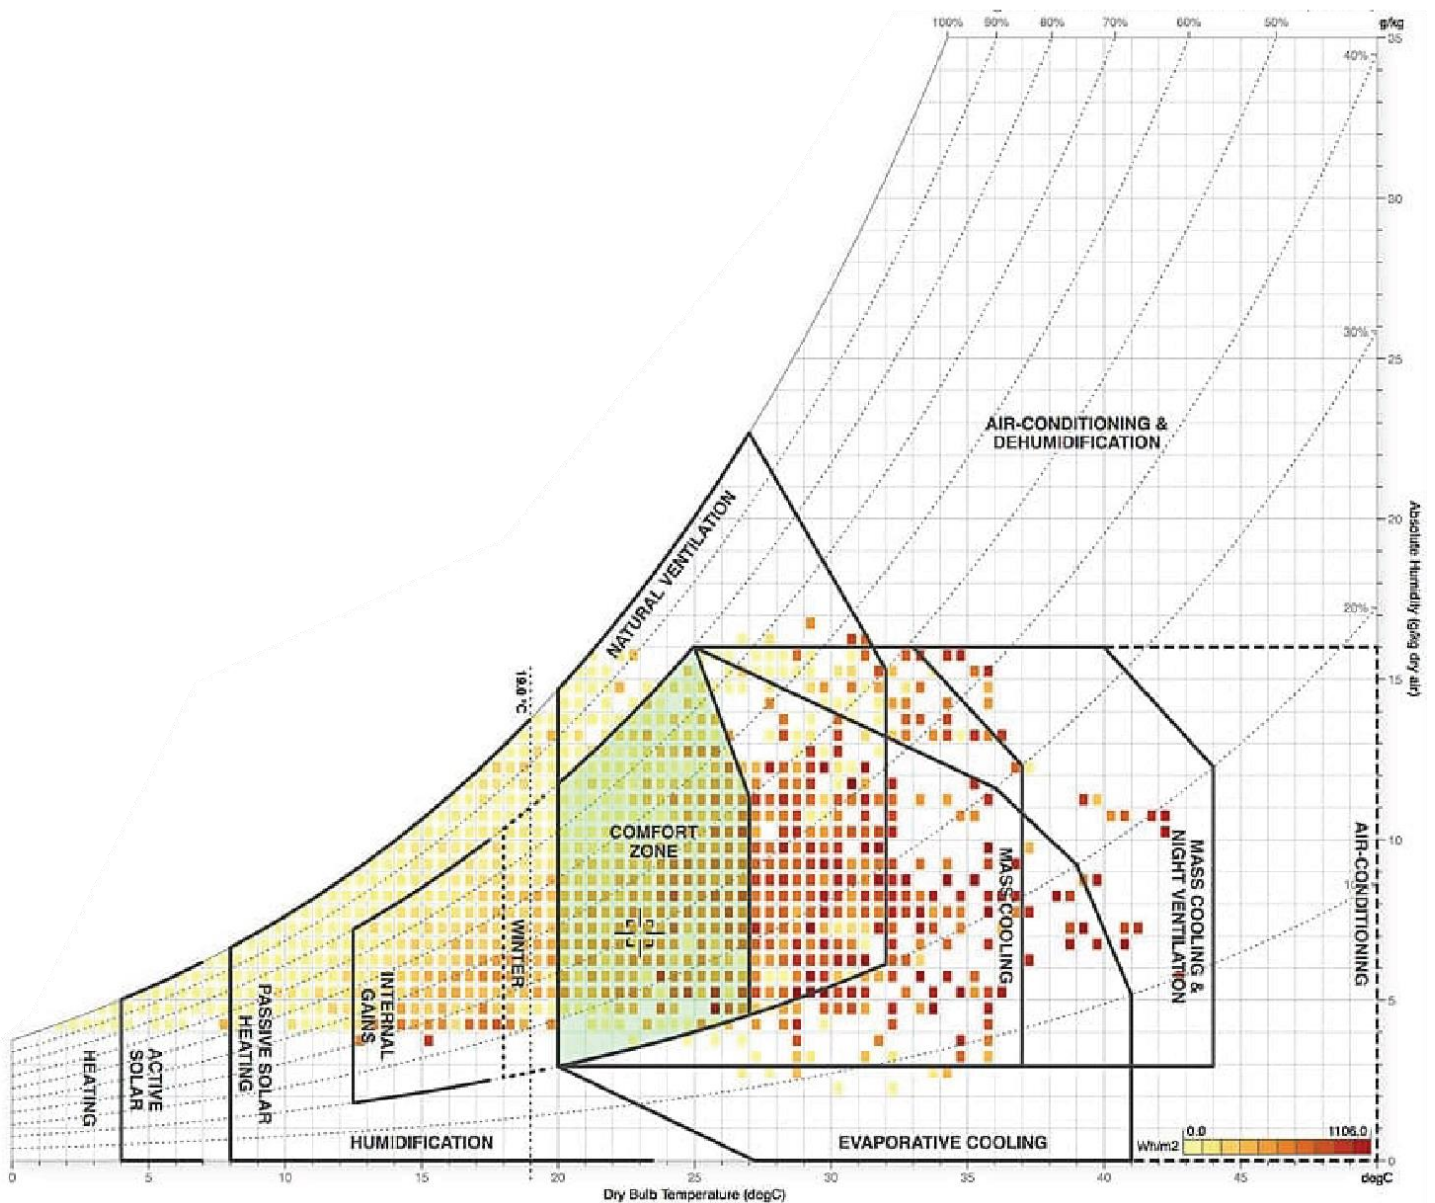 100% 90% 80% 70% 60% 50% g/kg
35
40%
30
30%
25
AIR-CONDITIONING &
DEHUMIDIFICATION
20
NATURAL VENTILATION
Absolute Humidity (g/kg dry air)
20%
15
19.0 °C
COMFORT
ZONE
10
WINTER
MASS COOLING
MASS COOLING &
NIGHT VENTILATION
AIR-CONDITIONING
INTERNAL
GAINS
PASSIVE SOLAR
HEATING
5
ACTIVE
SOLAR
HEATING
HUMIDIFICATION
EVAPORATIVE COOLING
Wh/m2 0.0 1106.0
0
0 5 10 15 20 25 30 35 40 45 degC
Dry Bulb Temperature (degC)